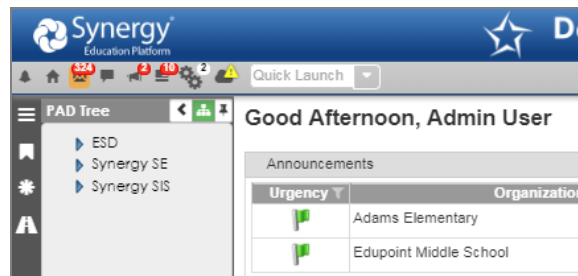 Synergy
Education Platform
De
324
2
10
2
Quick Launch
PAD Tree
ESD
Synergy SE
Synergy SIS
Good Afternoon, Admin User
Announcements
Urgency Organization
Adams Elementary
Edupoint Middle School